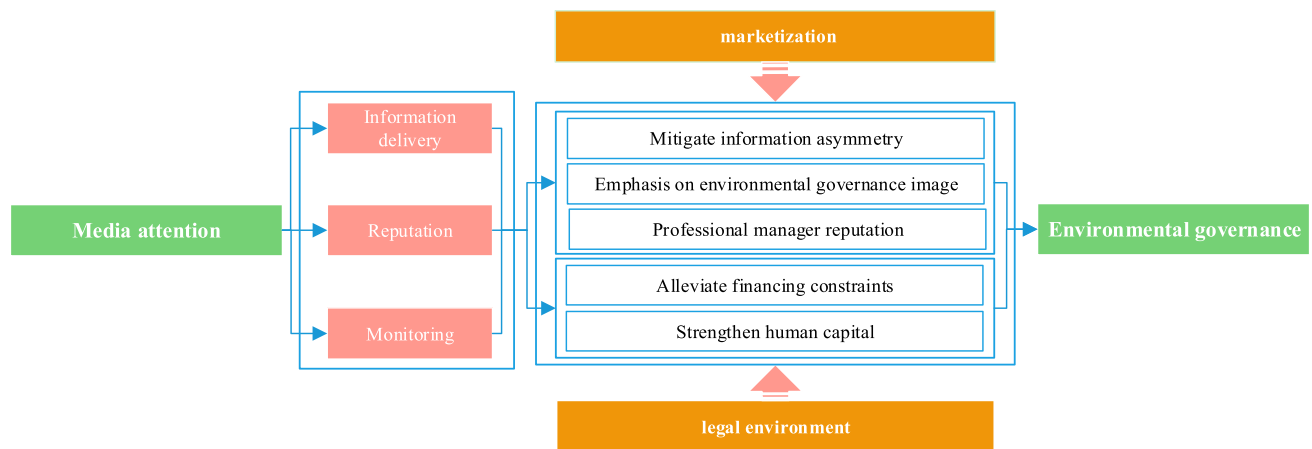 marketization
Information
delivery
Mitigate information asymmetry
Emphasis on environmental governance image
Media attention
Reputation
Professional manager reputation
Environmental governance
Alleviate financing constraints
Monitoring
Strengthen human capital
legal environment